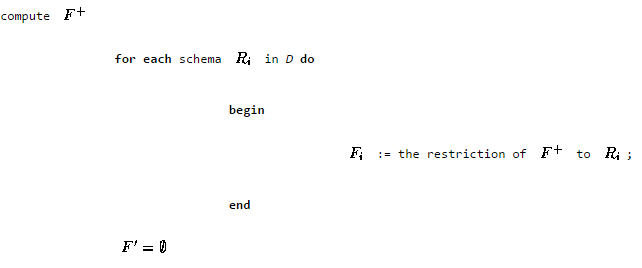 compute F⁺
for each schema Rᵢ in D do
begin
Fᵢ := the restriction of F⁺ to Rᵢ ;
end
F′ = ∅